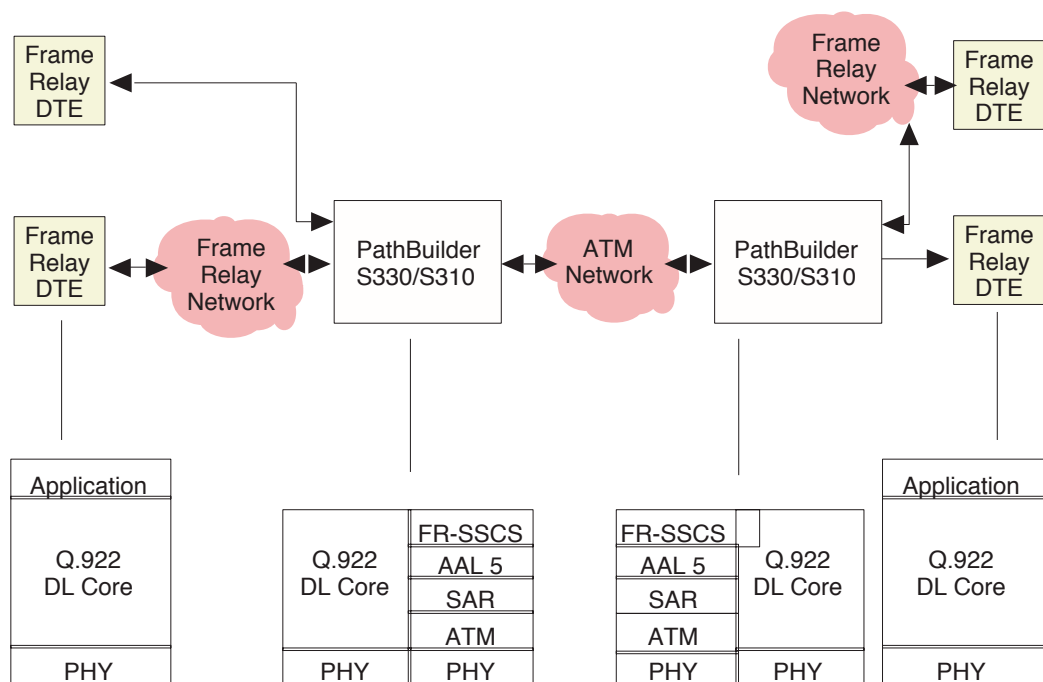 Frame
Relay
DTE
Frame
Relay
Network
Frame
Relay
DTE
Frame
Relay
DTE
Frame
Relay
Network
PathBuilder
S330/S310
ATM
Network
PathBuilder
S330/S310
Frame
Relay
DTE
Application
Q.922
DL Core
PHY
Q.922
DL Core
PHY
FR-SSCS
AAL 5
SAR
ATM
PHY
FR-SSCS
AAL 5
SAR
ATM
PHY
Q.922
DL Core
PHY
Application
Q.922
DL Core
PHY